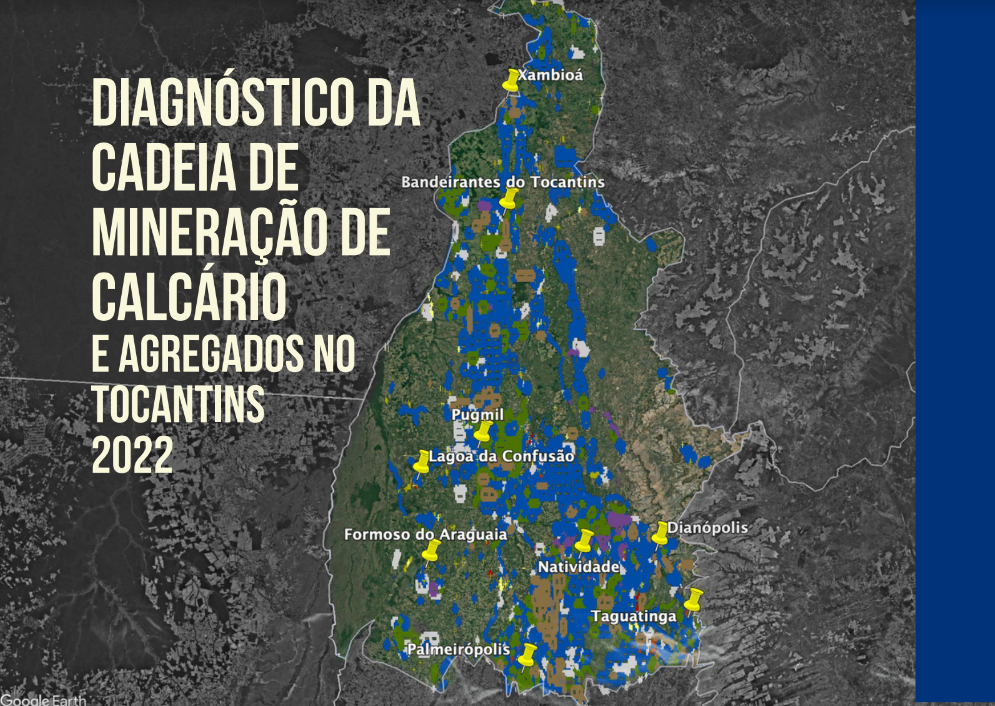 DIAGNÓSTICO DA
CADEIA DE
MINERAÇÃO DE
CALCÁRIO
E AGREGADOS NO
TOCANTINS
2022
Xambioá
Bandeirantes do Tocantins
Pugmil
Lagoa da Confusão
Formoso do Araguaia
Dianópolis
Natividade
Taguatinga
Palmeirópolis
Google Earth